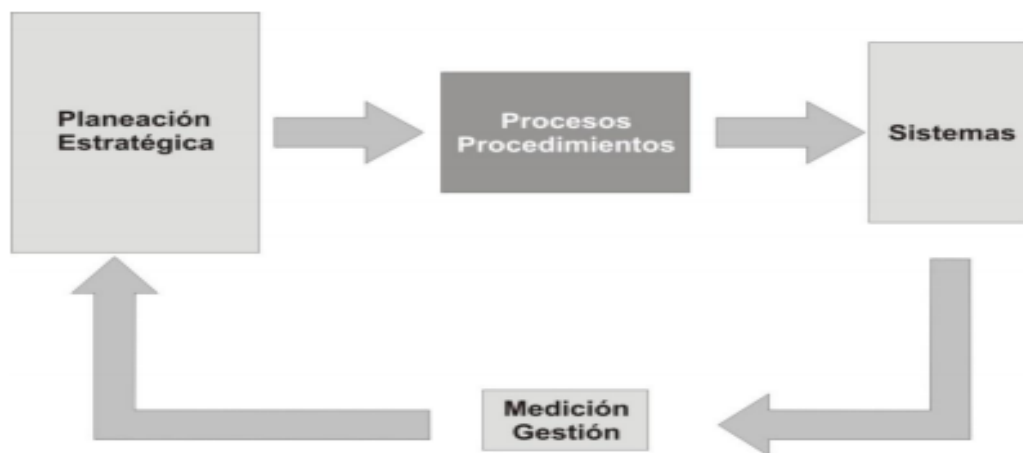 Planeación
Estratégica
Procesos
Procedimientos
Sistemas
Medición
Gestión